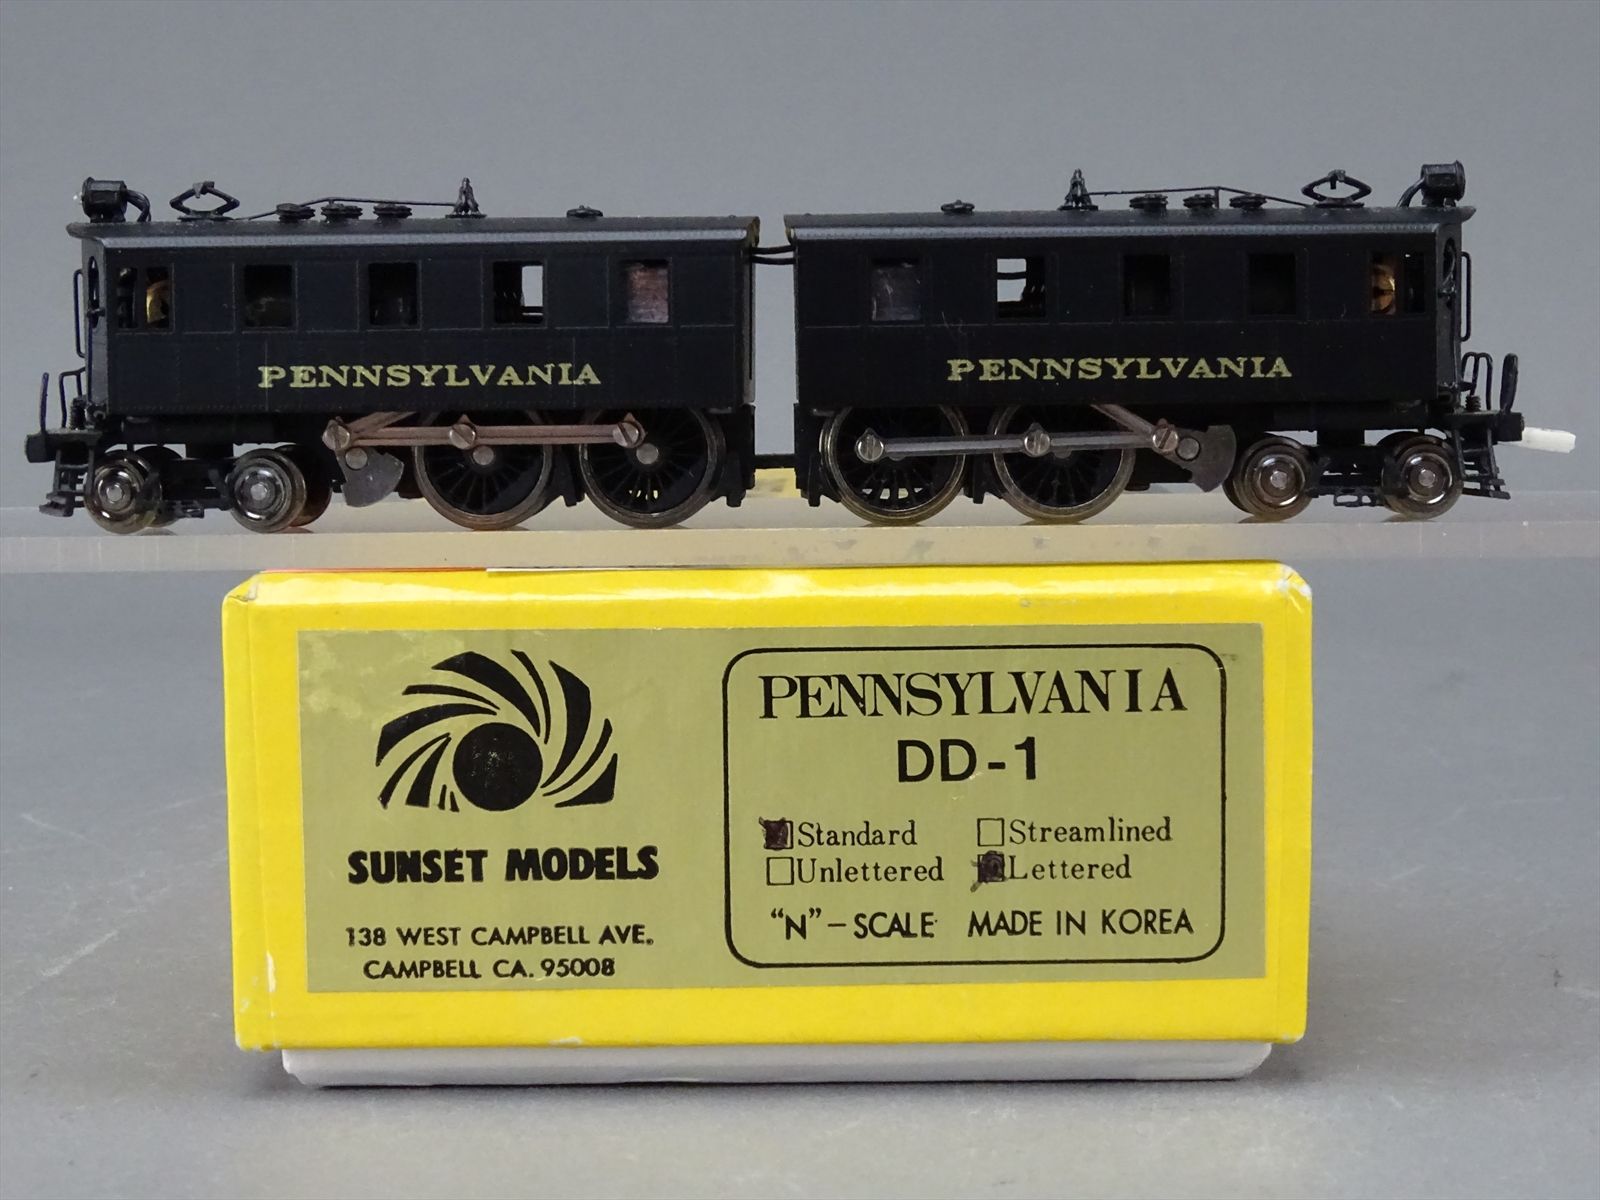 PENNSYLVANIA
PENNSYLVANIA
SUNSET MODELS
138 WEST CAMPBELL AVE.
CAMPBELL CA. 95008
PENNSYLVANIA
DD-1
Standard Streamlined
Unlettered Lettered
"N" - SCALE MADE IN KOREA